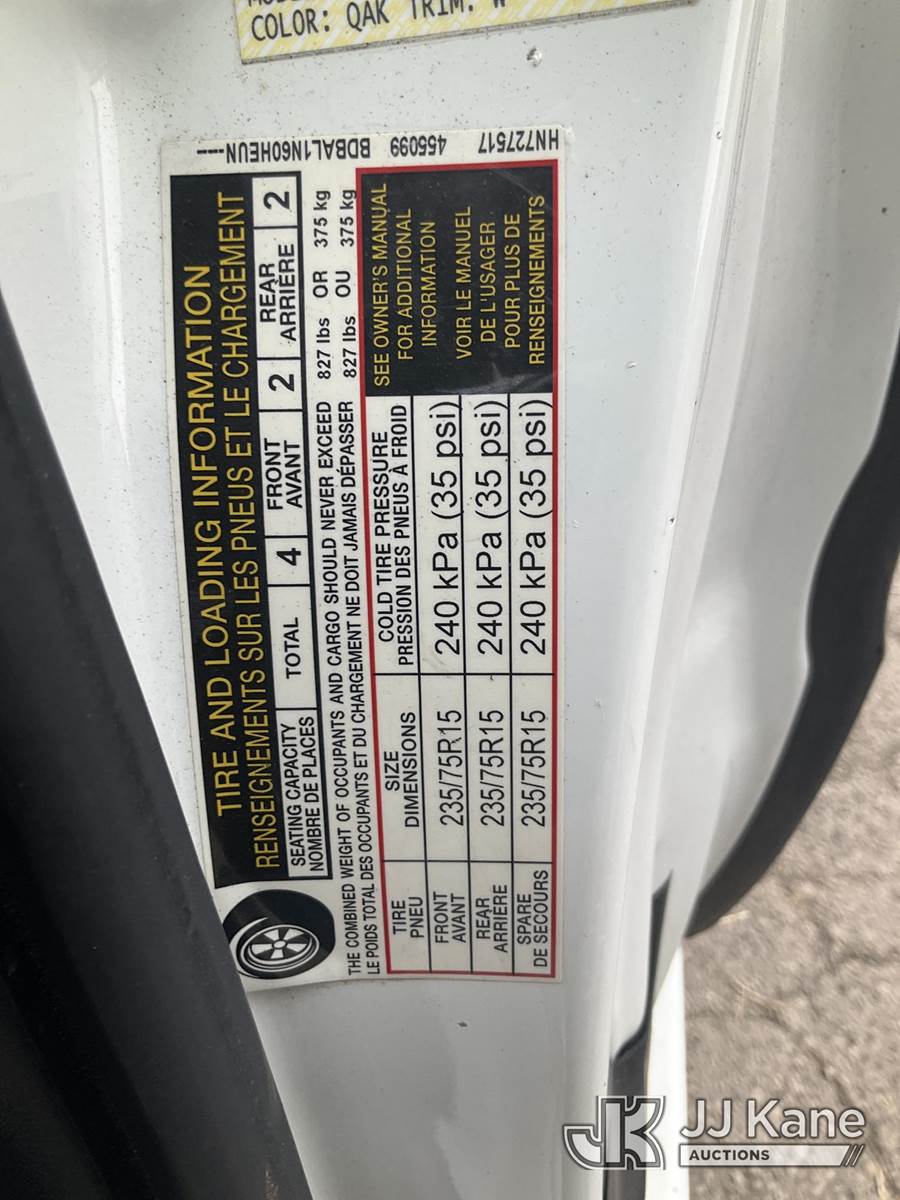 COLOR: QAK TRIM: W
TIRE AND LOADING INFORMATION
RENSEIGNEMENTS SUR LES PNEUS ET LE CHARGEMENT
SEATING CAPACITY
NOMBRE DE PLACES
TOTAL 4
FRONT
AVANT
2
REAR
ARRIÈRE
2
THE COMBINED WEIGHT OF OCCUPANTS AND CARGO SHOULD NEVER EXCEED 827 lbs OR 375 kg
LE POIDS TOTAL DES OCCUPANTS ET DU CHARGEMENT NE DOIT JAMAIS DÉPASSER 827 lbs OU 375 kg
TIRE
PNEU
SIZE
DIMENSIONS
COLD TIRE PRESSURE
PRESSION DES PNEUS À FROID
FRONT
AVANT
235/75R15 240 kPa (35 psi)
REAR
ARRIÈRE
235/75R15 240 kPa (35 psi)
SPARE
DE SECOURS
235/75R15 240 kPa (35 psi)
SEE OWNER'S MANUAL
FOR ADDITIONAL
INFORMATION
VOIR LE MANUEL
DE L'USAGER
POUR PLUS DE
RENSEIGNEMENTS
HN727517 455099 BDBAL1N60HEUN----
JK JJ Kane
AUCTIONS